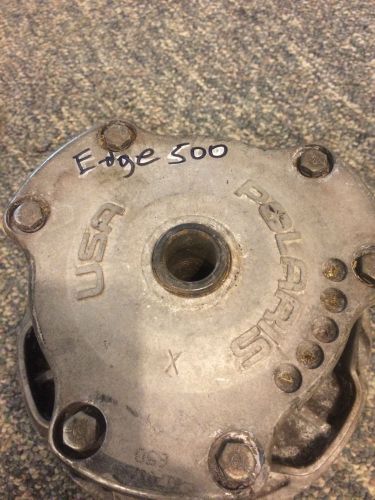 Edge 500
USA
POLARIS
X